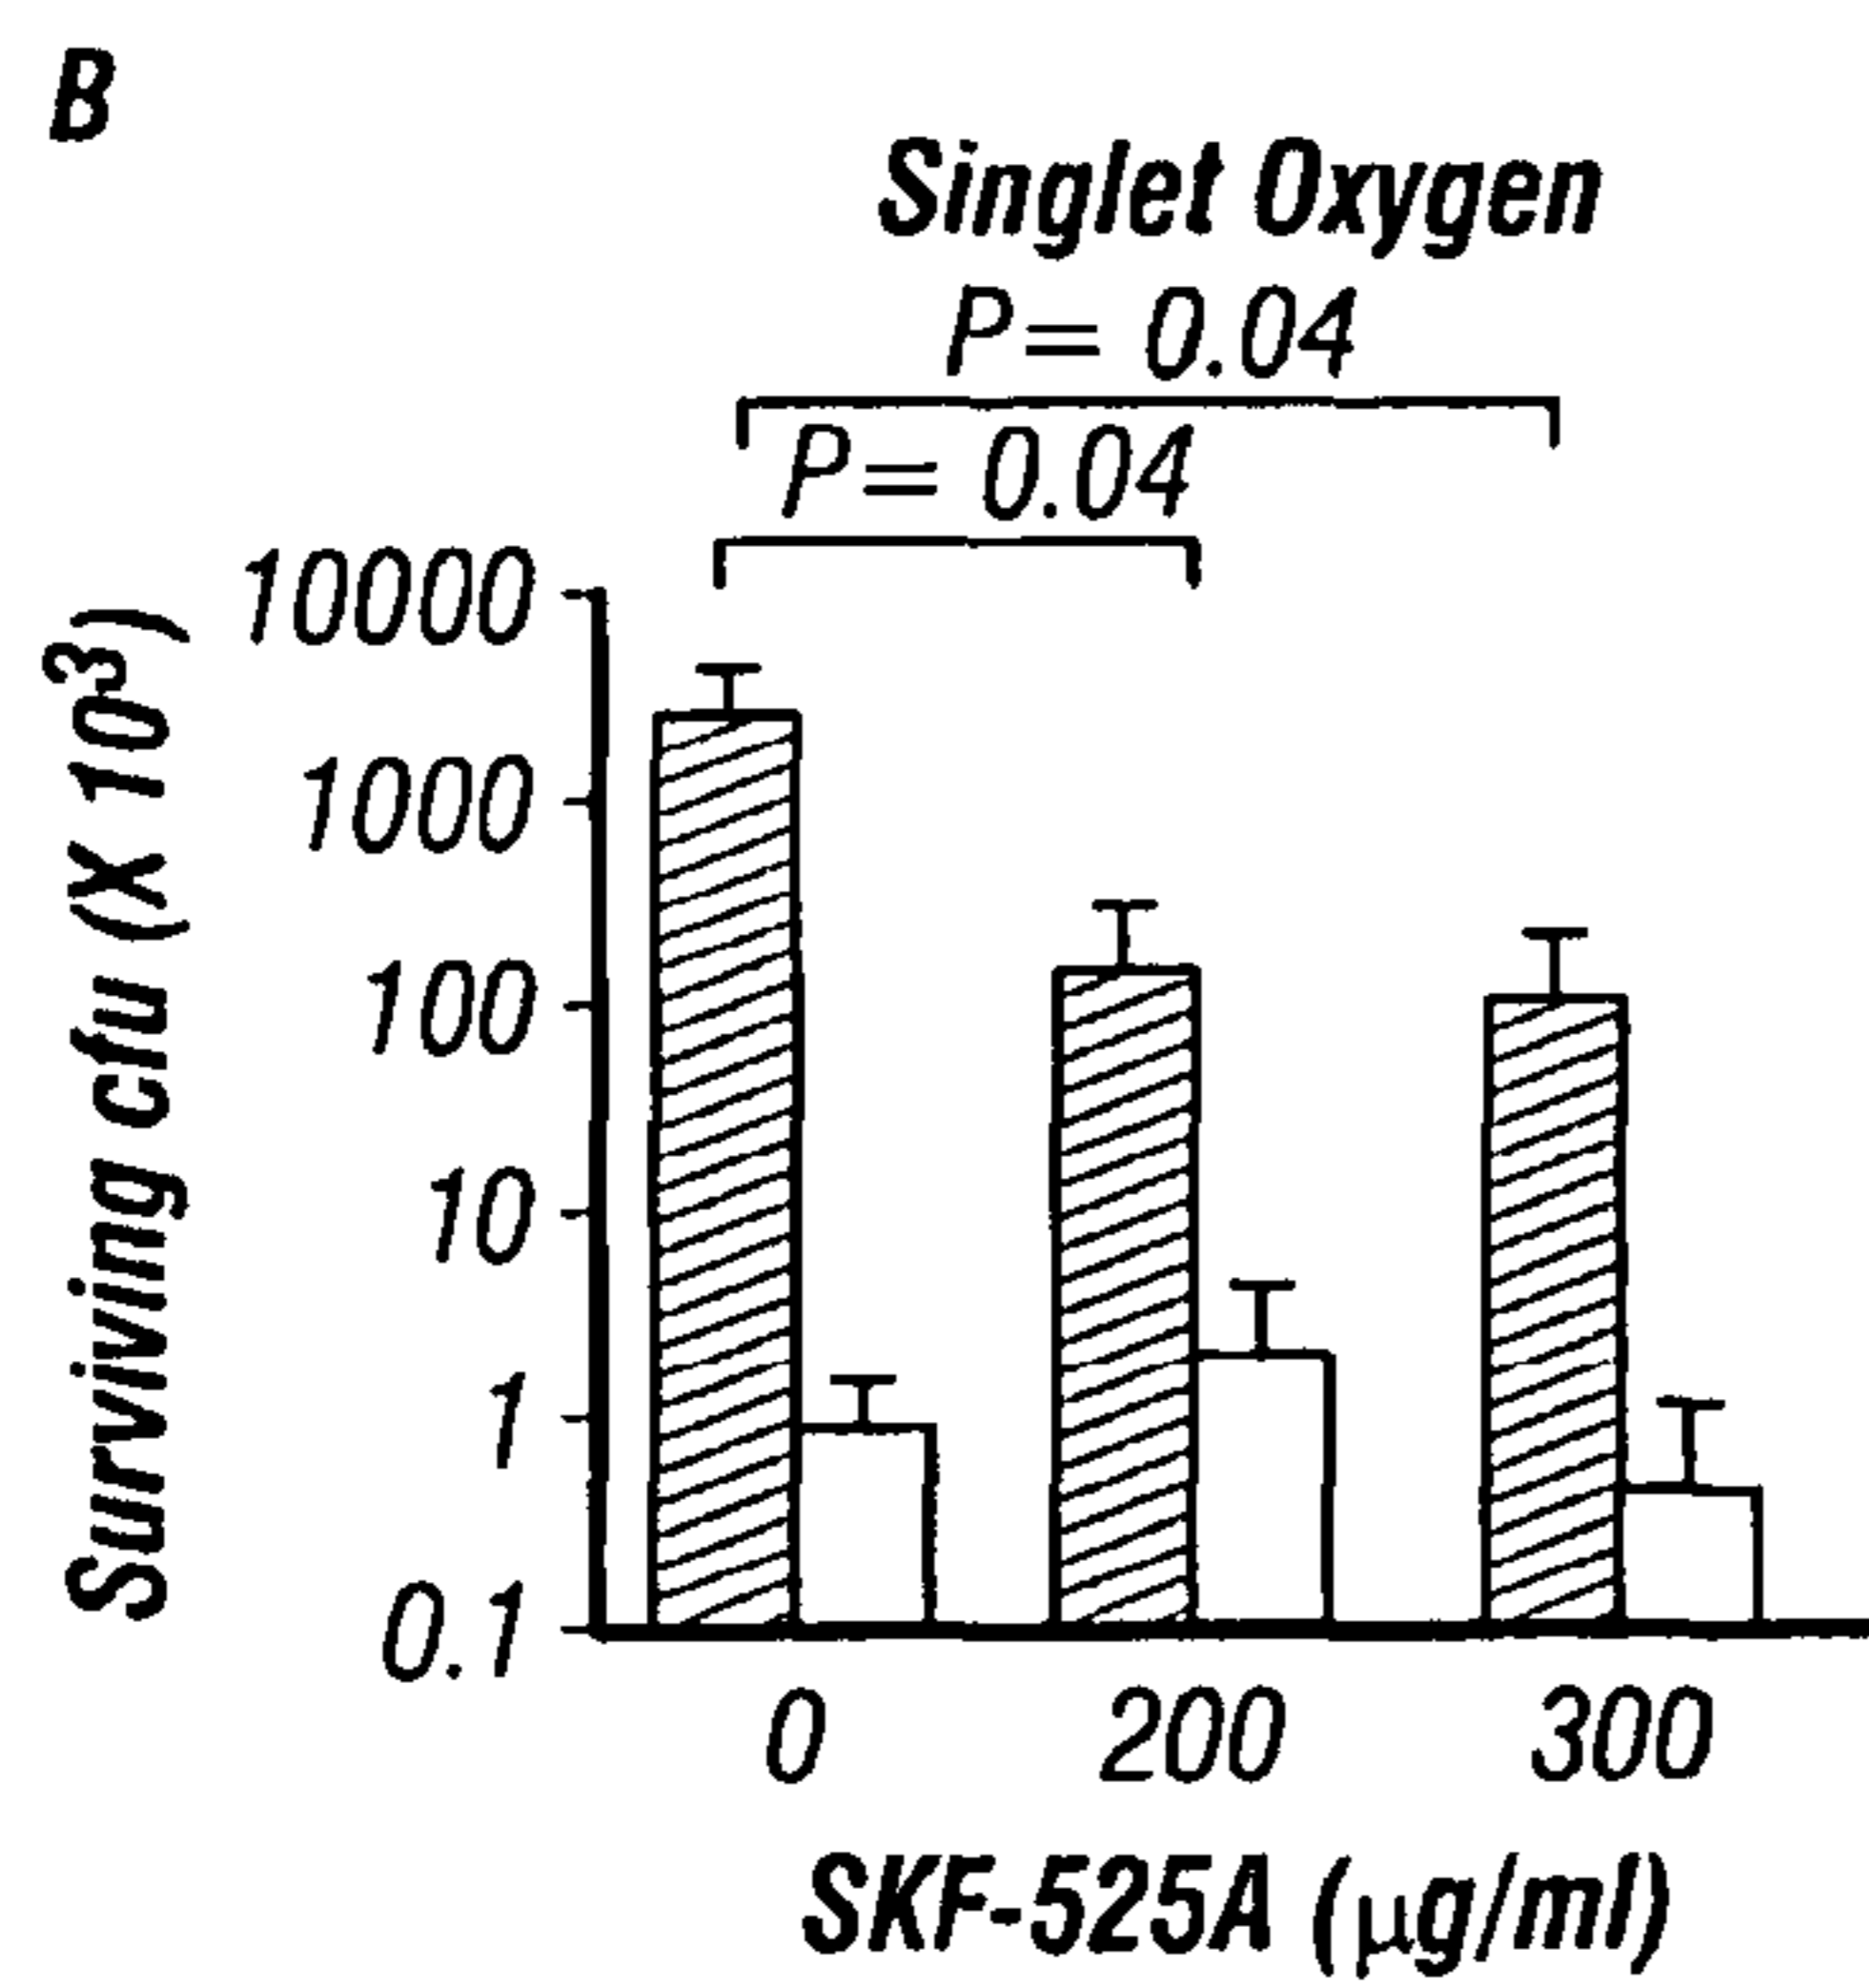 B
Singlet Oxygen
P= 0.04
P= 0.04
Surviving cfu (X 10³)
10000
1000
100
10
1
0.1
0
200
300
SKF-525A (μg/ml)